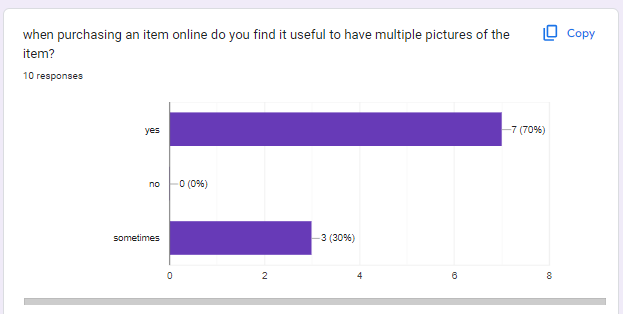 when purchasing an item online do you find it useful to have multiple pictures of the
item?
Copy
10 responses
yes
7 (70%)
no
0 (0%)
sometimes
3 (30%)
0 2 4 6 8